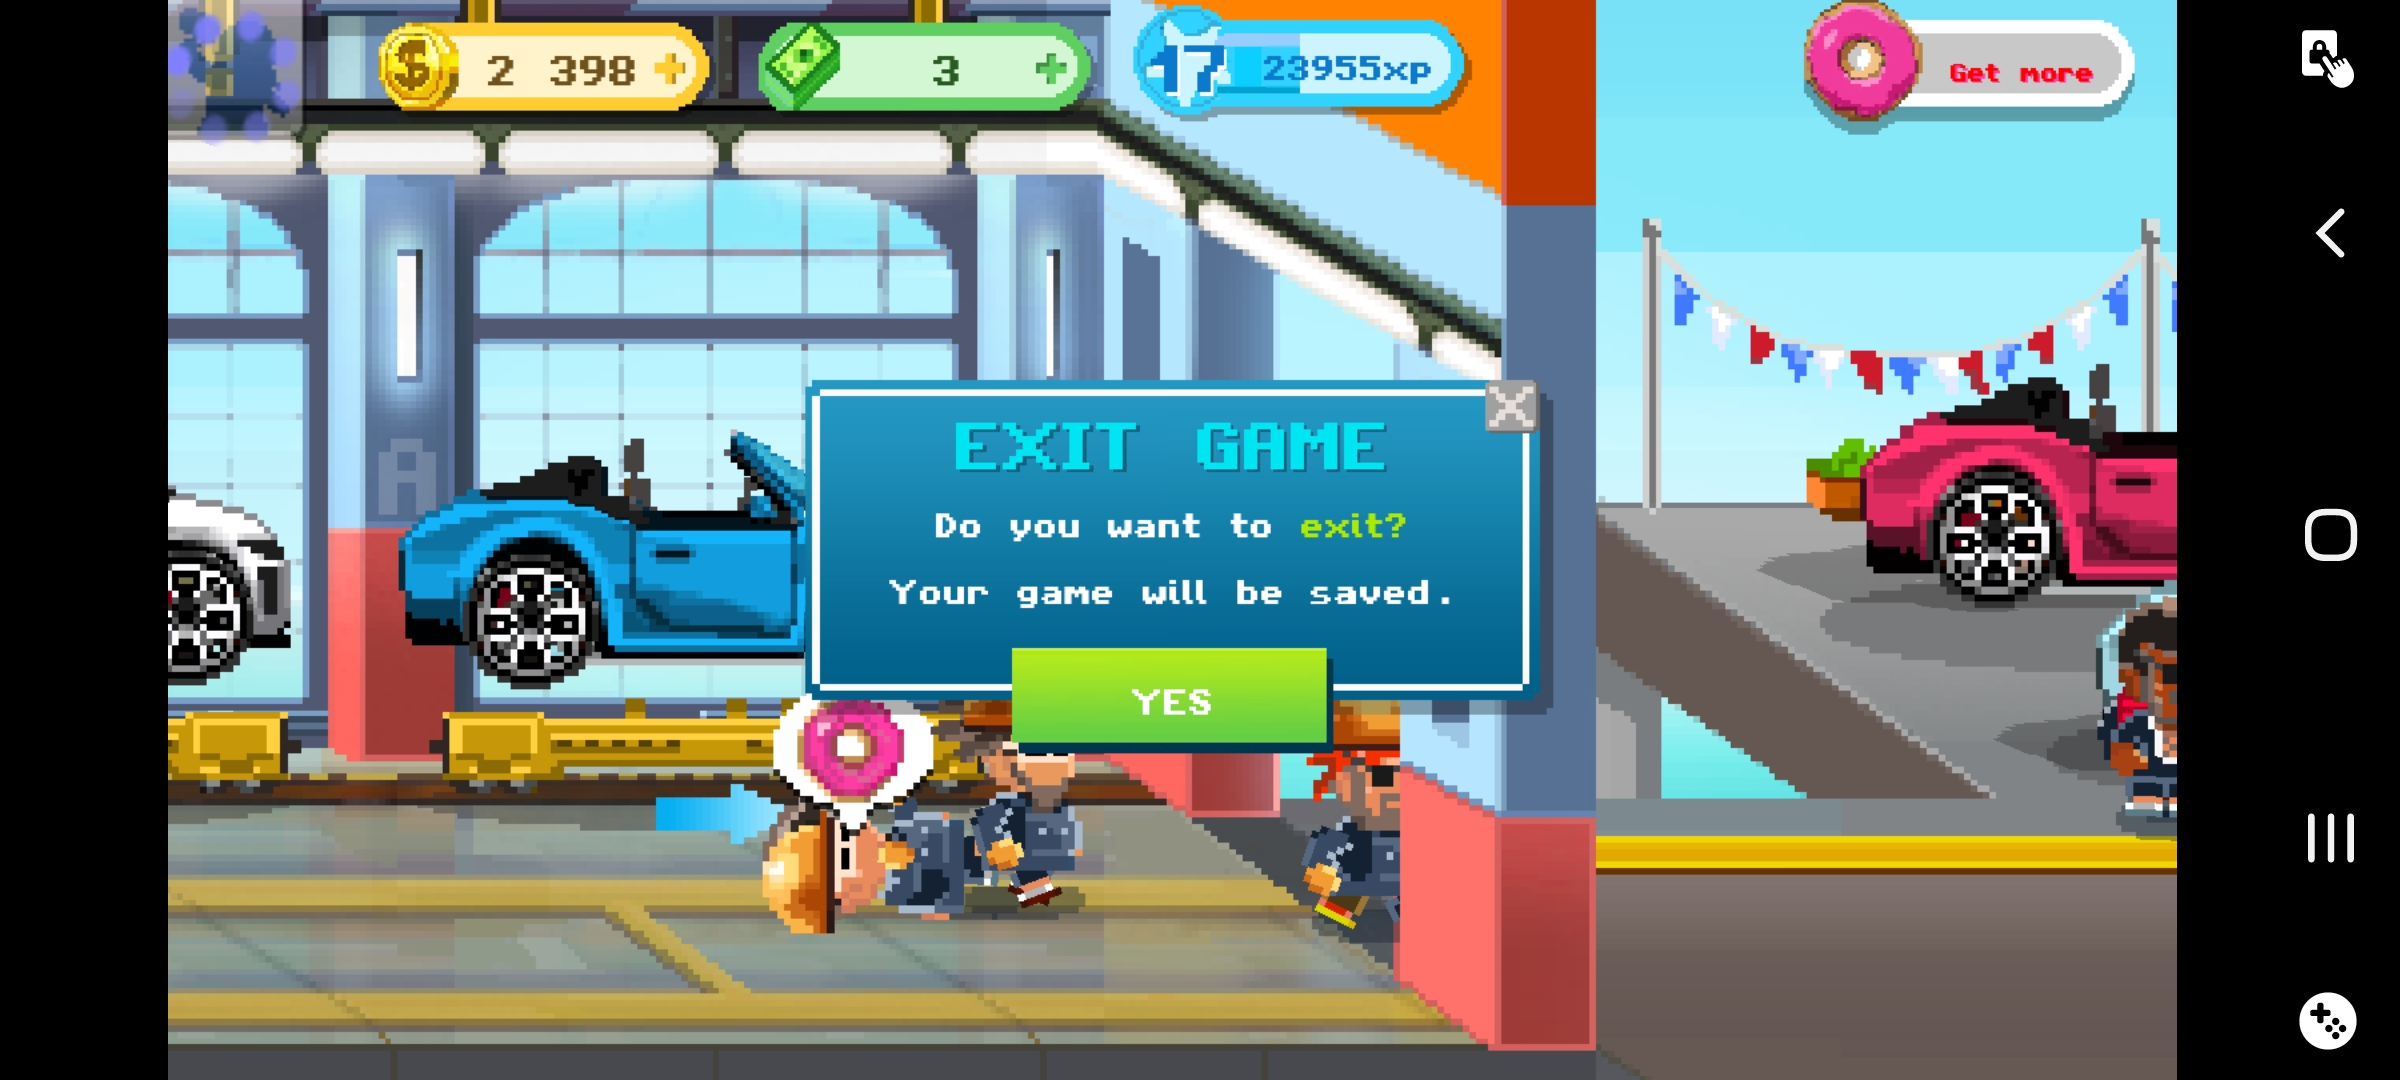 $ 2 398 +
3 +
17 23955xp
Get more
A
EXIT GAME
Do you want to exit?
Your game will be saved.
YES